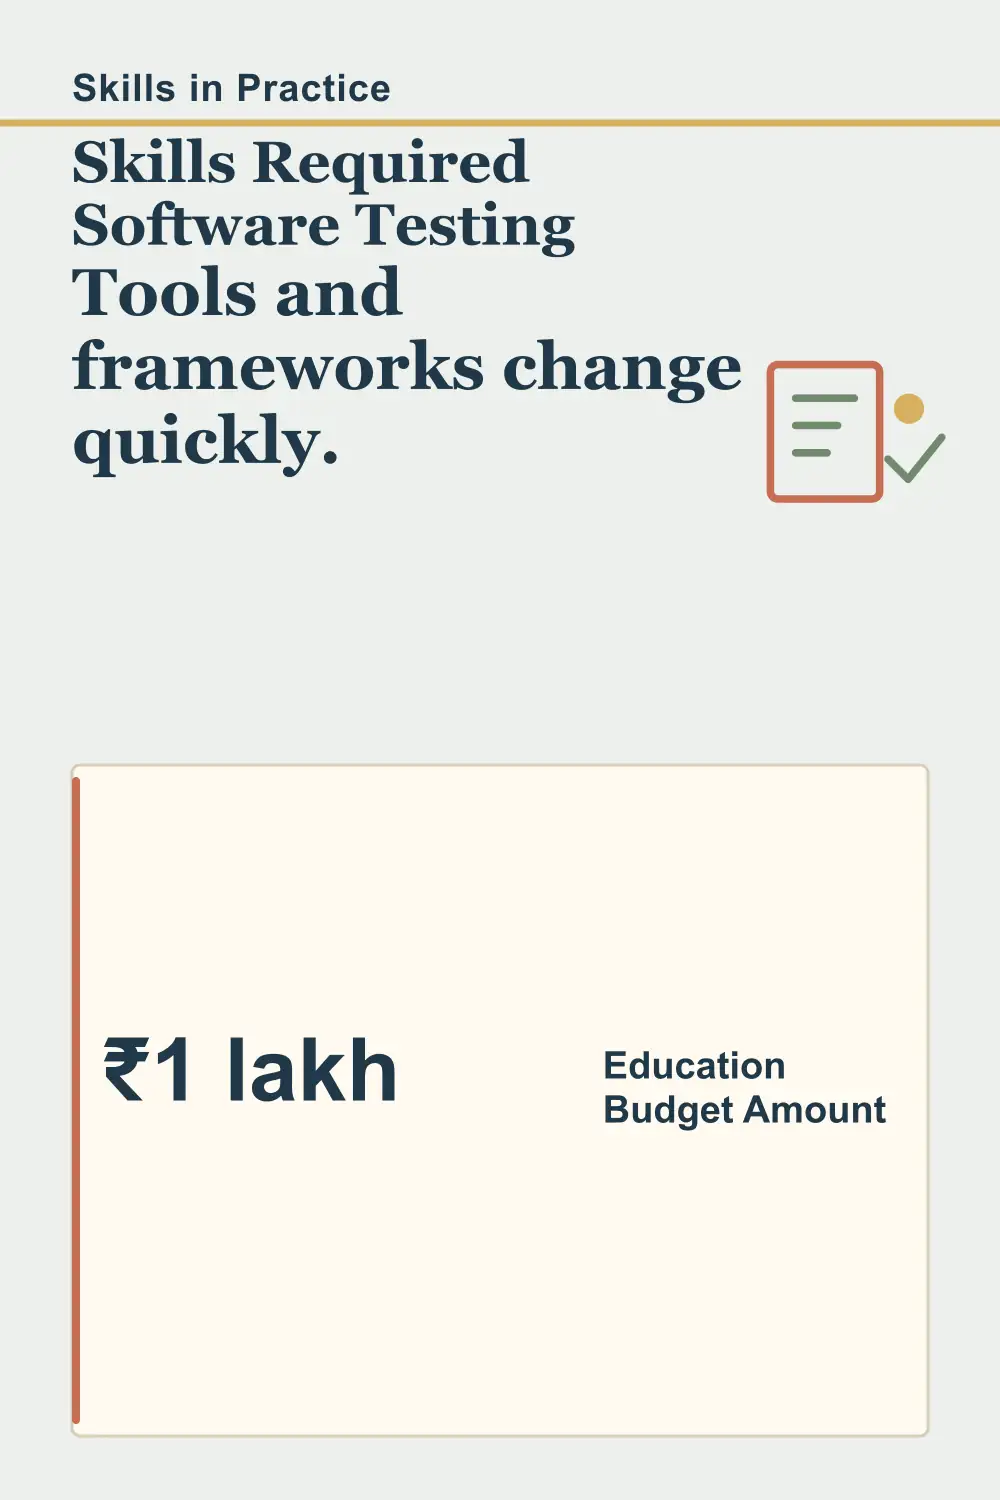 Skills in Practice
Skills Required
Software Testing
Tools and
frameworks change
quickly.
₹1 lakh
Education
Budget Amount